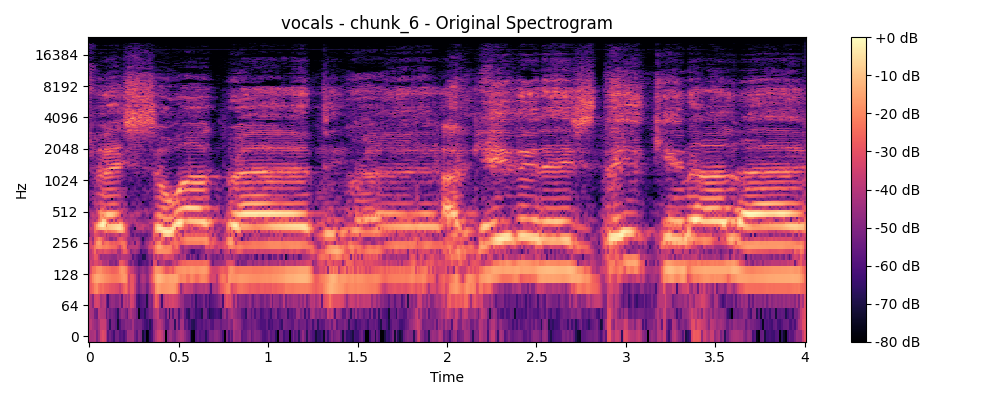 vocals - chunk_6 - Original Spectrogram
Hz
16384
8192
4096
2048
1024
512
256
128
64
0
0 0.5 1 1.5 2 2.5 3 3.5 4
Time
+0 dB
-10 dB
-20 dB
-30 dB
-40 dB
-50 dB
-60 dB
-70 dB
-80 dB